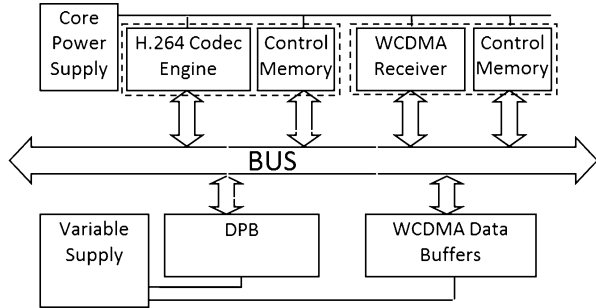 Core
Power
Supply
H.264 Codec
Engine
Control
Memory
WCDMA
Receiver
Control
Memory
BUS
Variable
Supply
DPB
WCDMA Data
Buffers